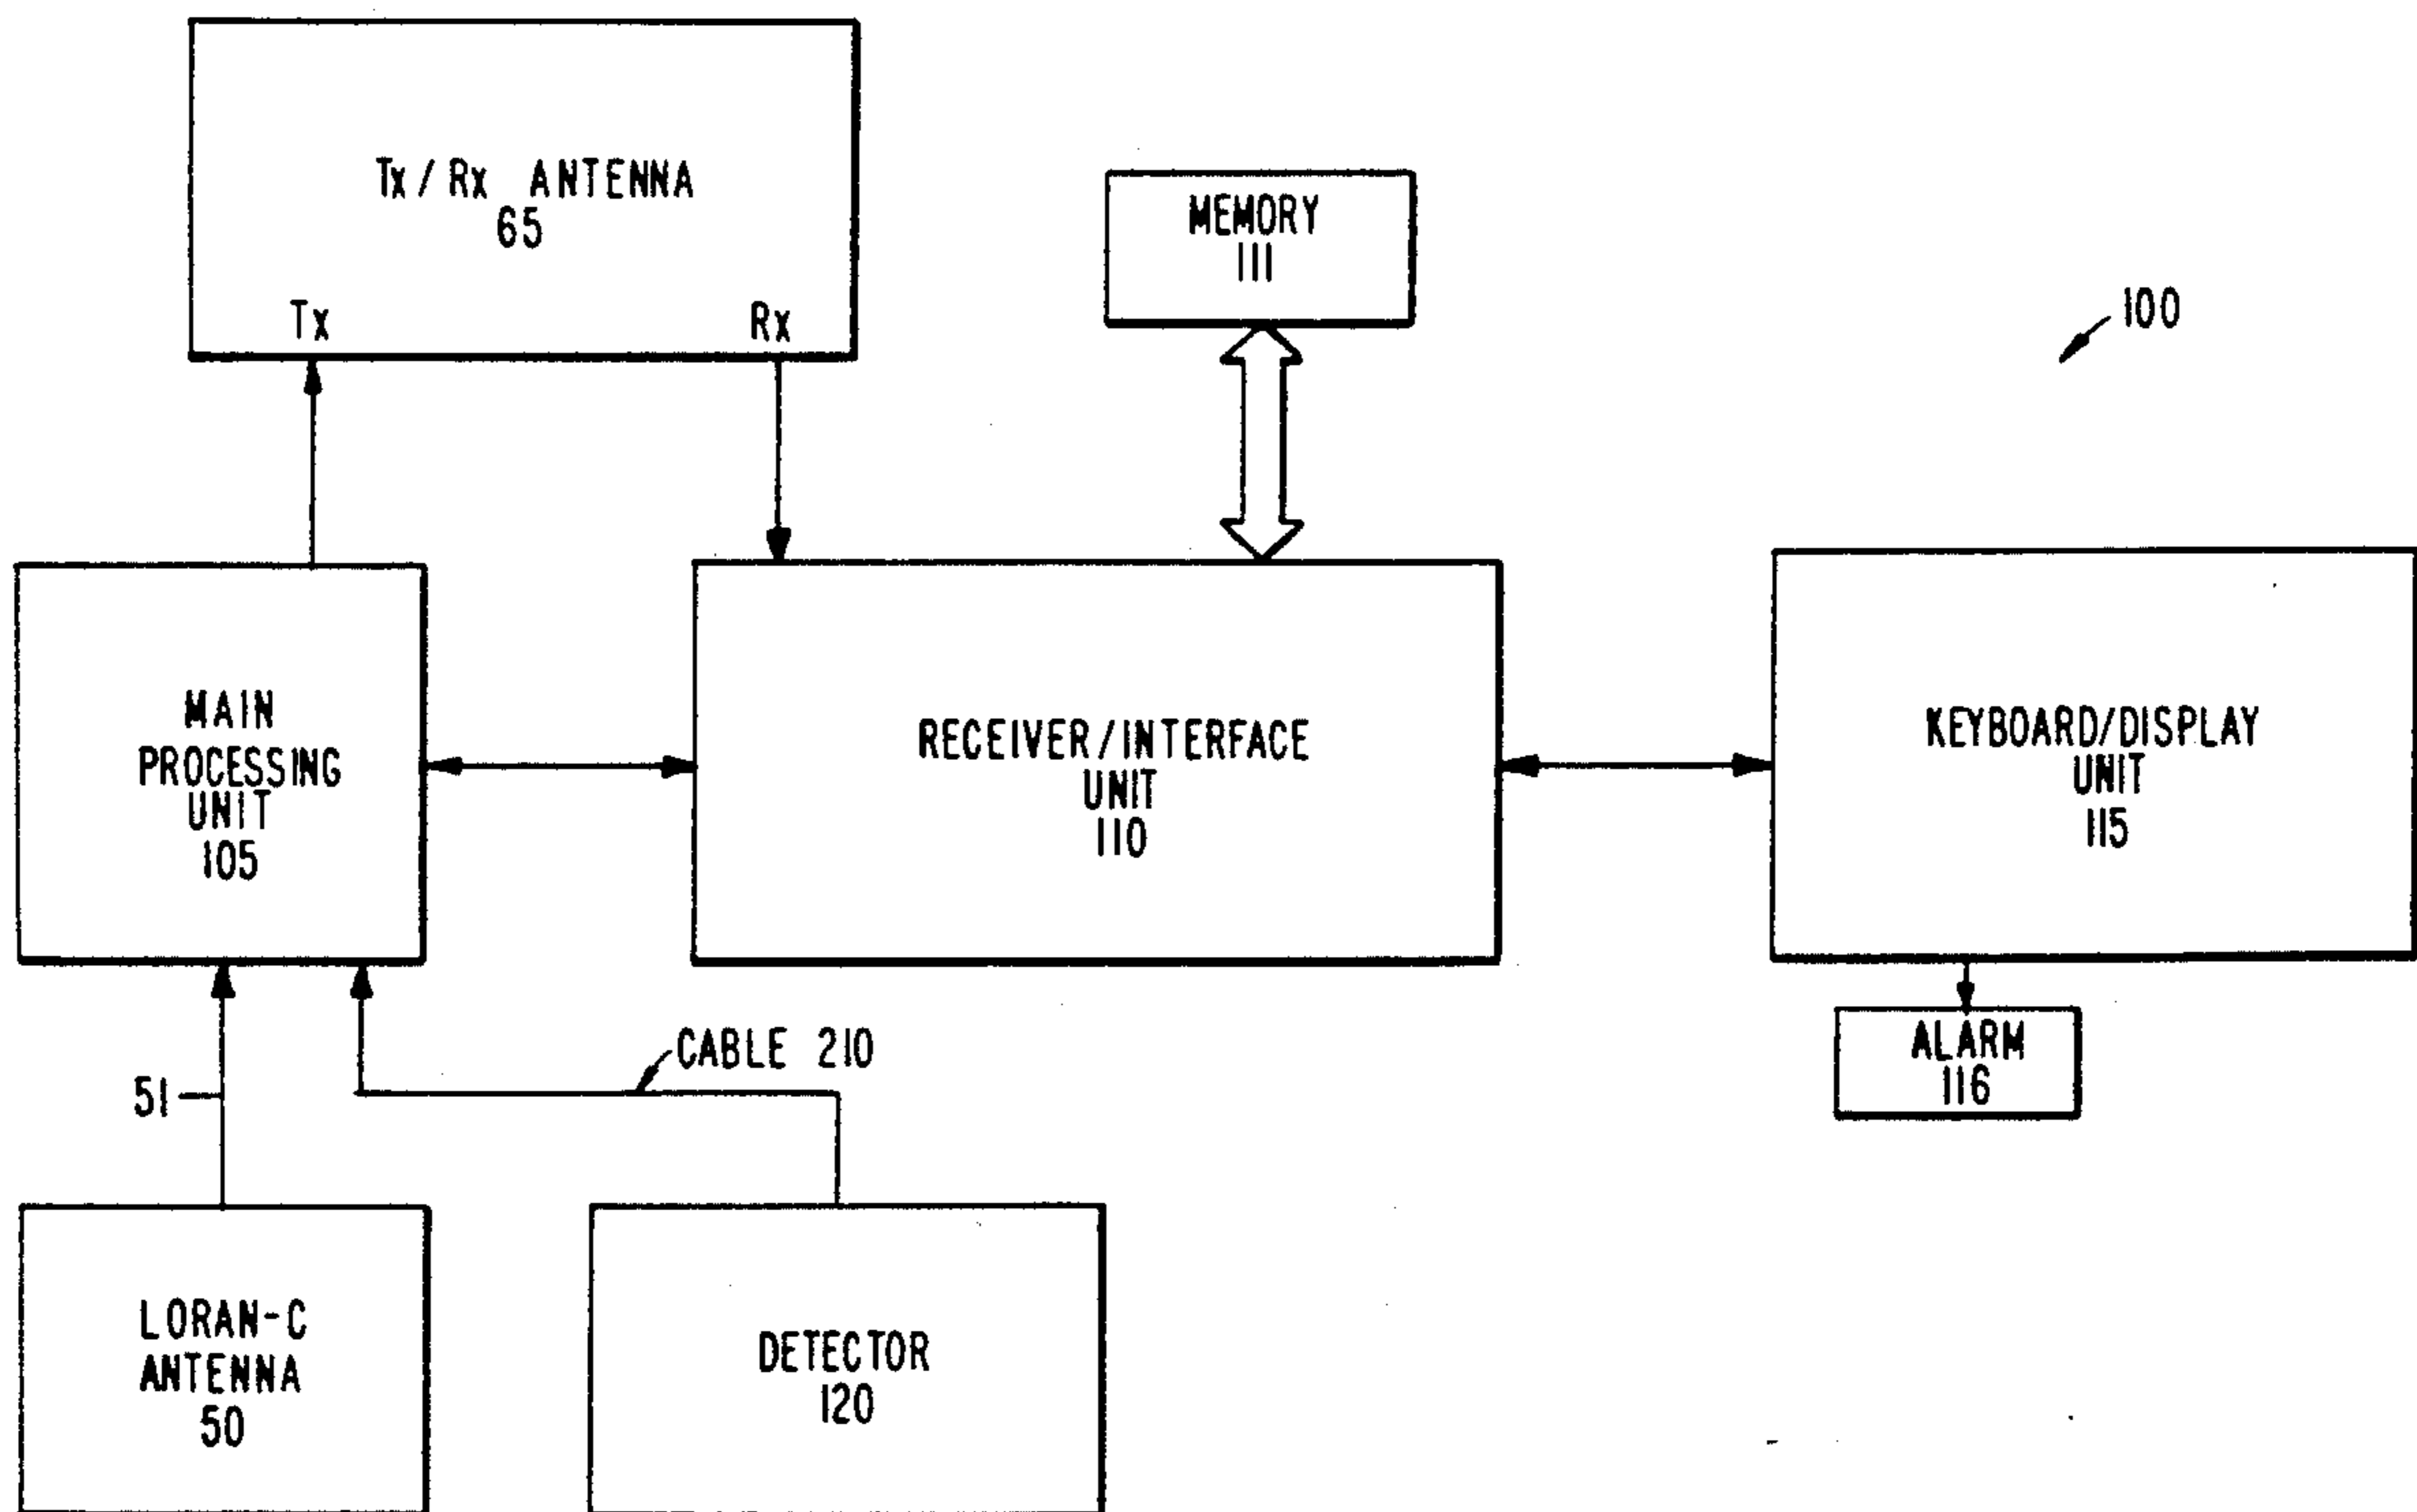 Tx / Rx ANTENNA
65
Tx
Rx
MEMORY
111
100
MAIN
PROCESSING
UNIT
105
RECEIVER/INTERFACE
UNIT
110
KEYBOARD/DISPLAY
UNIT
115
ALARM
116
CABLE 210
51
LORAN-C
ANTENNA
50
DETECTOR
120